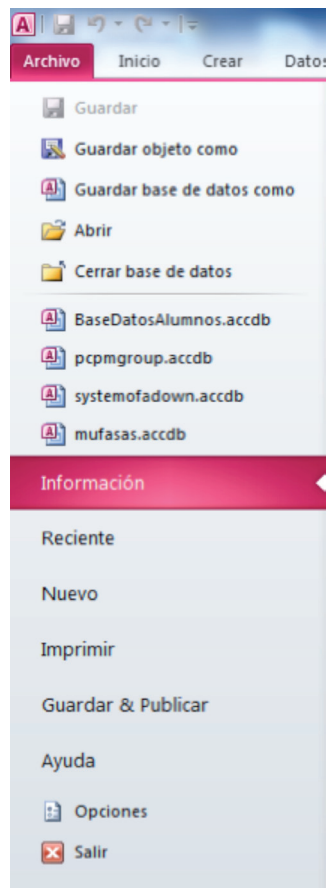 A
Archivo Inicio Crear Datos
Guardar
Guardar objeto como
Guardar base de datos como
Abrir
Cerrar base de datos
BaseDatosAlumnos.accdb
pcpmgroup.accdb
systemofadown.accdb
mufasas.accdb
Información
Reciente
Nuevo
Imprimir
Guardar & Publicar
Ayuda
Opciones
Salir